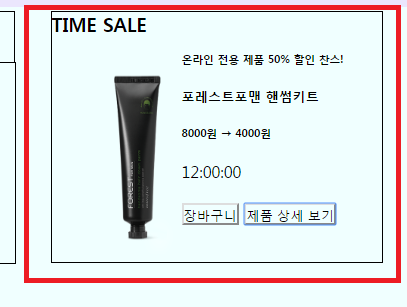 TIME SALE
온라인 전용 제품 50% 할인 찬스!
포레스트포맨 핸썸키트
8000원 → 4000원
12:00:00
장바구니 제품 상세 보기
FOREST